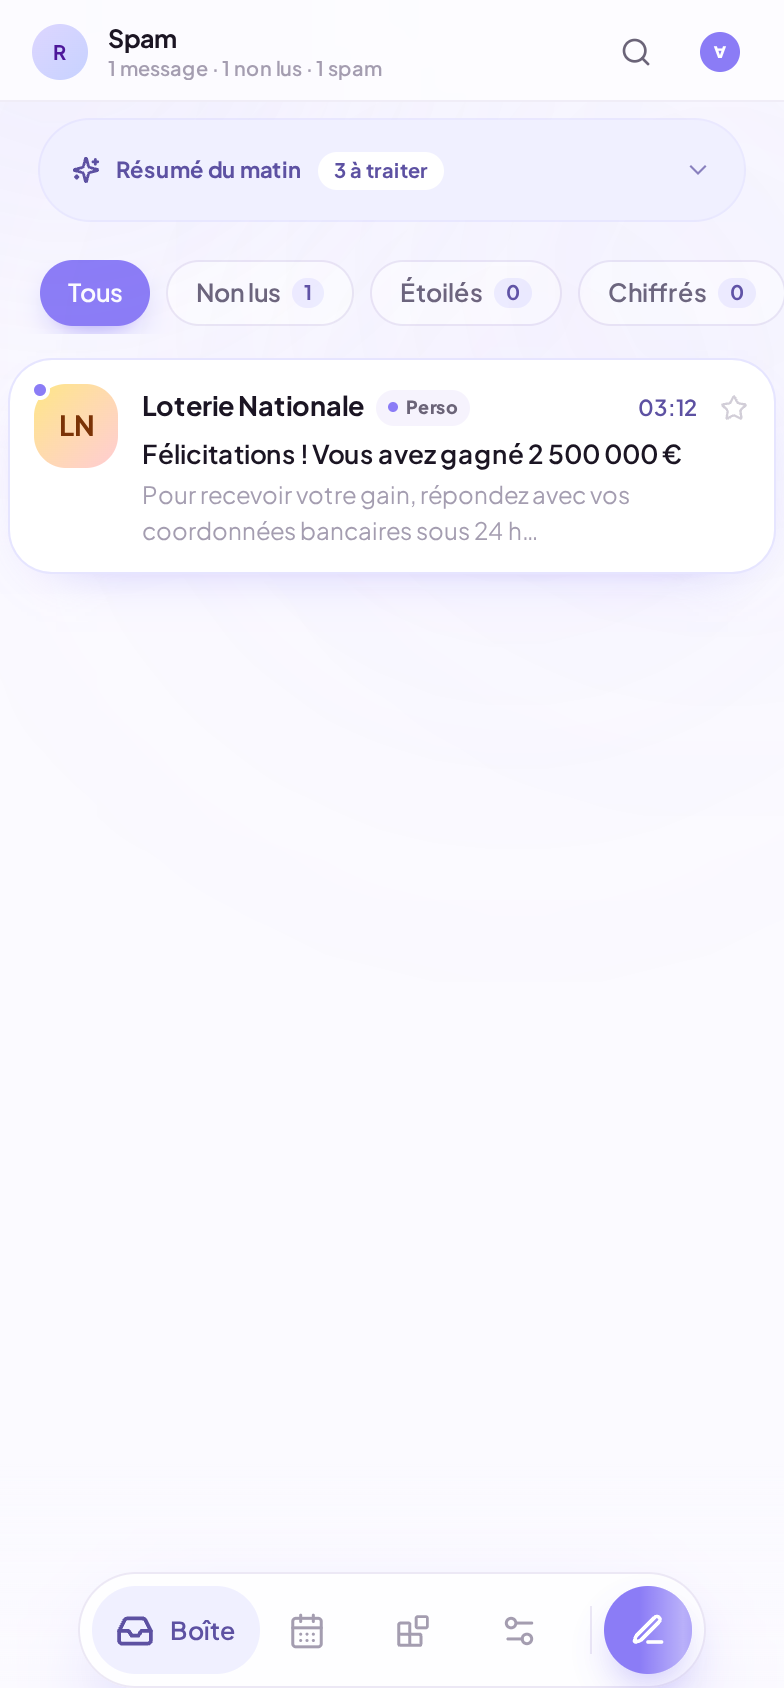 R
Spam
1 message · 1 non lus · 1 spam
∀
Résumé du matin
3 à traiter
Tous
Non lus 1
Étoilés 0
Chiffrés 0
LN
Loterie Nationale
Perso
03:12
Félicitations ! Vous avez gagné 2 500 000 €
Pour recevoir votre gain, répondez avec vos
coordonnées bancaires sous 24 h…
Boîte